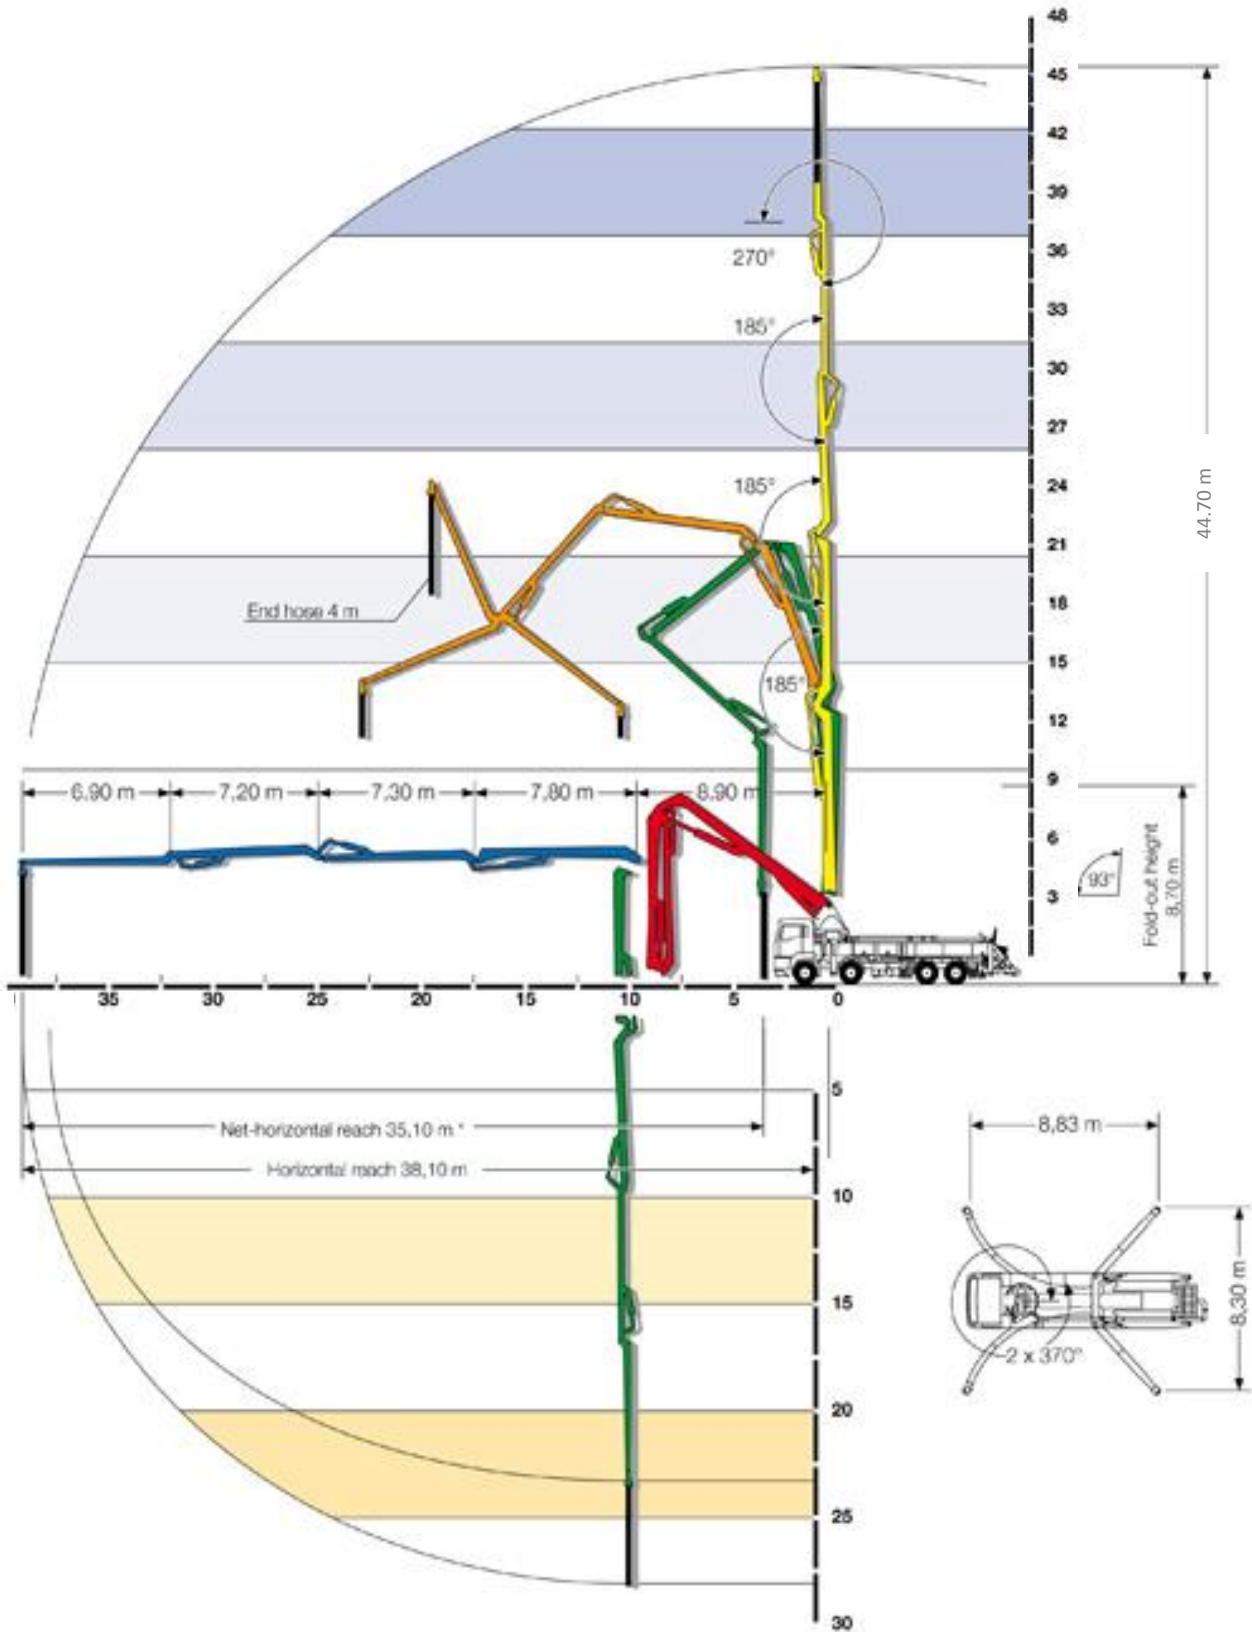 48
45
42
39
36
33
30
27
24
21
18
15
12
9
6
3
270°
185°
185°
185°
44.70 m
End hose 4 m
6,90 m
7,20 m
7,30 m
7,80 m
8,90 m
93°
Fold-out height
8,70 m
35
30
25
20
15
10
5
0
5
10
15
20
25
30
Net-horizontal reach 35,10 m *
Horizontal reach 38,10 m
8,83 m
8,30 m
2 x 370°